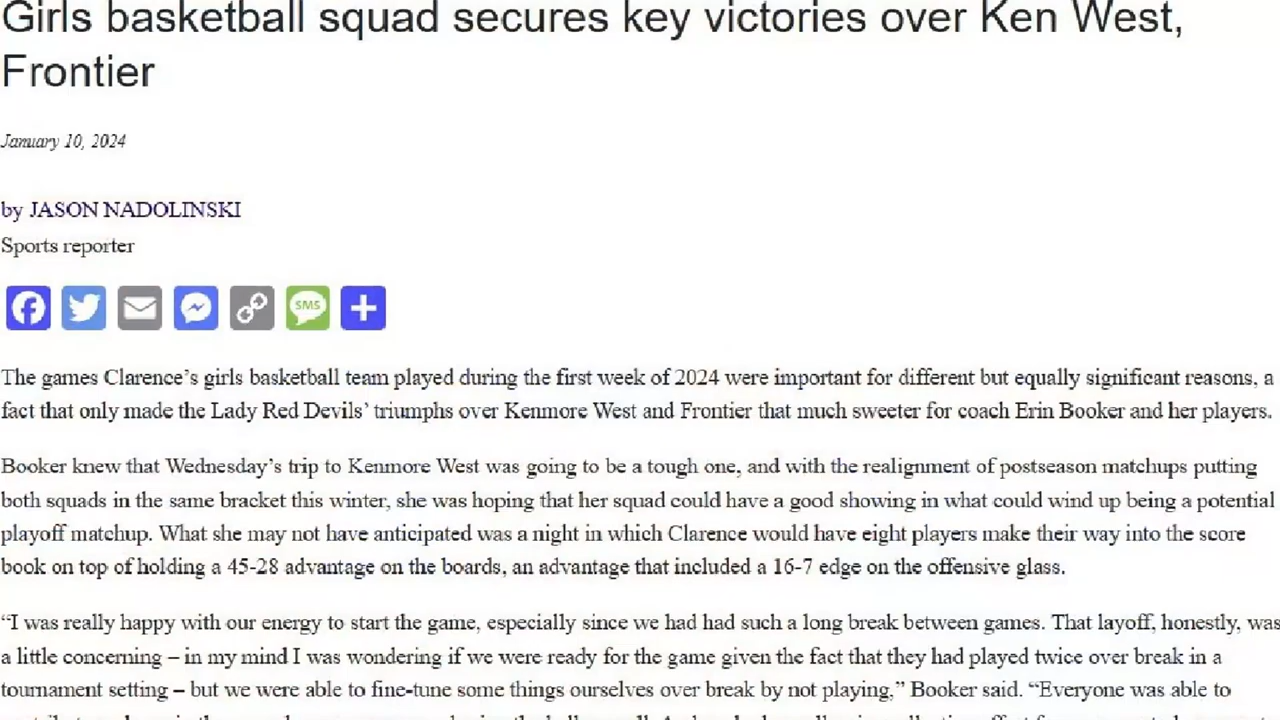 Girls basketball squad secures key victories over Ken West,
Frontier
January 10, 2024
by JASON NADOLINSKI
Sports reporter
SMS
The games Clarence’s girls basketball team played during the first week of 2024 were important for different but equally significant reasons, a
fact that only made the Lady Red Devils’ triumphs over Kenmore West and Frontier that much sweeter for coach Erin Booker and her players.
Booker knew that Wednesday’s trip to Kenmore West was going to be a tough one, and with the realignment of postseason matchups putting
both squads in the same bracket this winter, she was hoping that her squad could have a good showing in what could wind up being a potential
playoff matchup. What she may not have anticipated was a night in which Clarence would have eight players make their way into the score
book on top of holding a 45-28 advantage on the boards, an advantage that included a 16-7 edge on the offensive glass.
“I was really happy with our energy to start the game, especially since we had had such a long break between games. That layoff, honestly, was
a little concerning – in my mind I was wondering if we were ready for the game given the fact that they had played twice over break in a
tournament setting – but we were able to fine-tune some things ourselves over break by not playing,” Booker said. “Everyone was able to